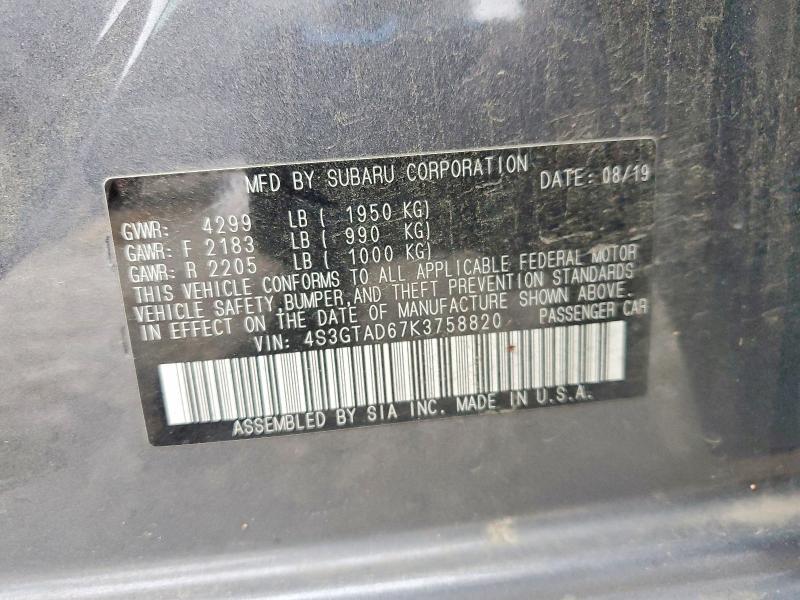 MFD BY SUBARU CORPORATION DATE: 08/19
GVWR: 4299 LB ( 1950 KG)
GAWR: F 2183 LB ( 990 KG)
GAWR: R 2205 LB ( 1000 KG)
THIS VEHICLE CONFORMS TO ALL APPLICABLE FEDERAL MOTOR
VEHICLE SAFETY, BUMPER, AND THEFT PREVENTION STANDARDS
IN EFFECT ON THE DATE OF MANUFACTURE SHOWN ABOVE.
VIN: 4S3GTAD67K3758820 PASSENGER CAR
ASSEMBLED BY SIA INC. MADE IN U.S.A.